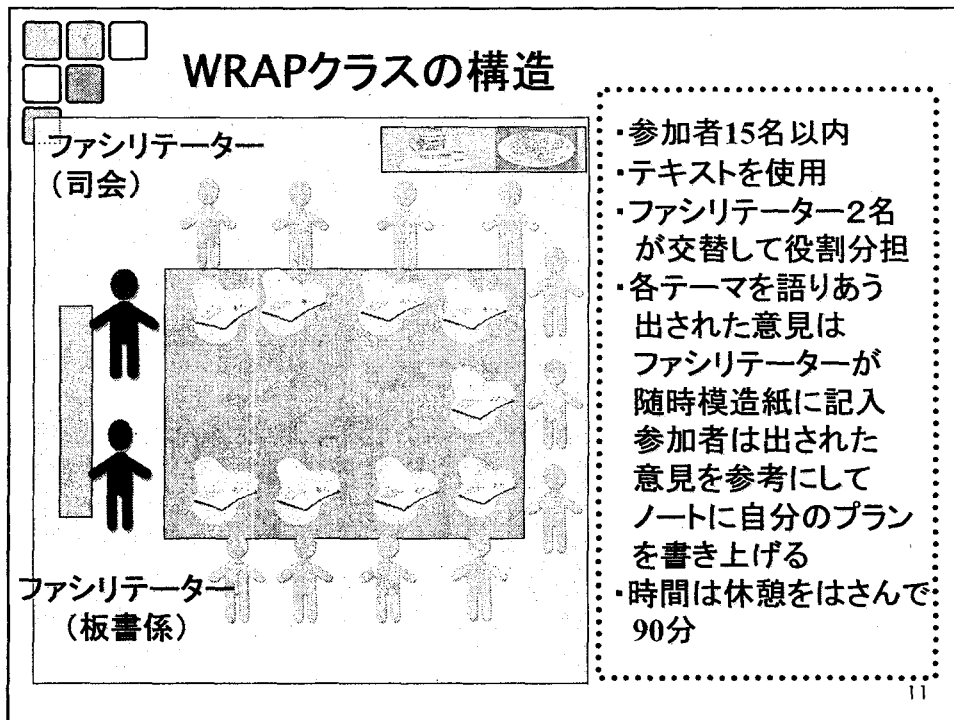 WRAPクラスの構造
ファシリテーター
（司会）
ファシリテーター
（板書係）
・参加者15名以内
・テキストを使用
・ファシリテーター２名
が交替して役割分担
・各テーマを語りあう
出された意見は
ファシリテーターが
随時模造紙に記入
参加者は出された
意見を参考にして
ノートに自分のプラン
を書き上げる
・時間は休憩をはさんで
90分
11